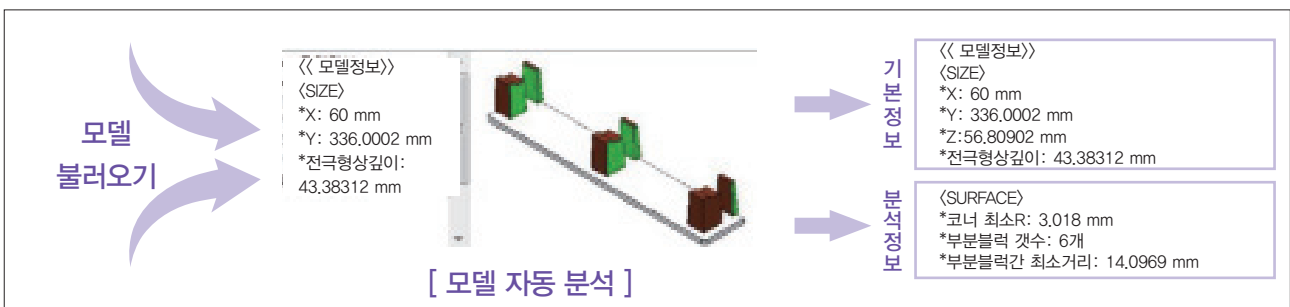 모델
불러오기
《 모델정보》
〈SIZE〉
*X: 60 mm
*Y: 336.0002 mm
*전극형상깊이:
43.38312 mm
[ 모델 자동 분석 ]
기본정보
《 모델정보》
〈SIZE〉
*X: 60 mm
*Y: 336.0002 mm
*Z:56.80902 mm
*전극형상깊이: 43.38312 mm
분석정보
〈SURFACE〉
*코너 최소R: 3.018 mm
*부분블럭 갯수: 6개
*부분블럭간 최소거리: 14.0969 mm